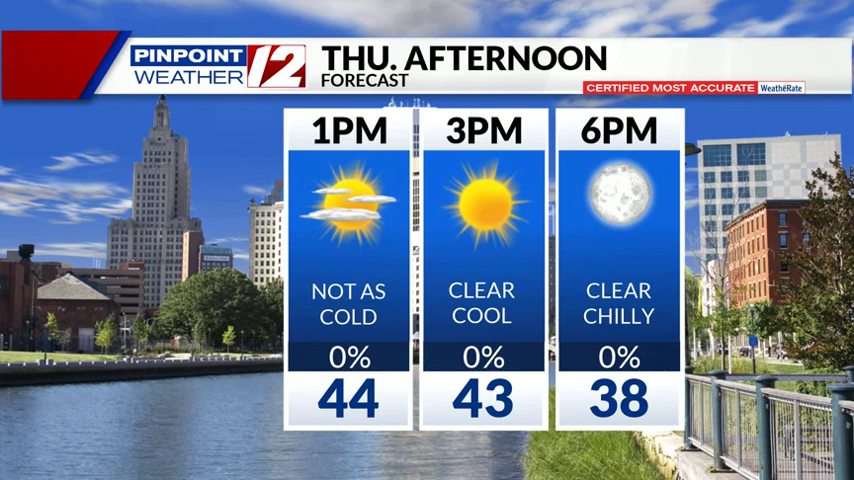 PINPOINT
WEATHER 12
THU. AFTERNOON
FORECAST
CERTIFIED MOST ACCURATE WeatheRate
1PM
NOT AS
COLD
0%
44
3PM
CLEAR
COOL
0%
43
6PM
CLEAR
CHILLY
0%
38